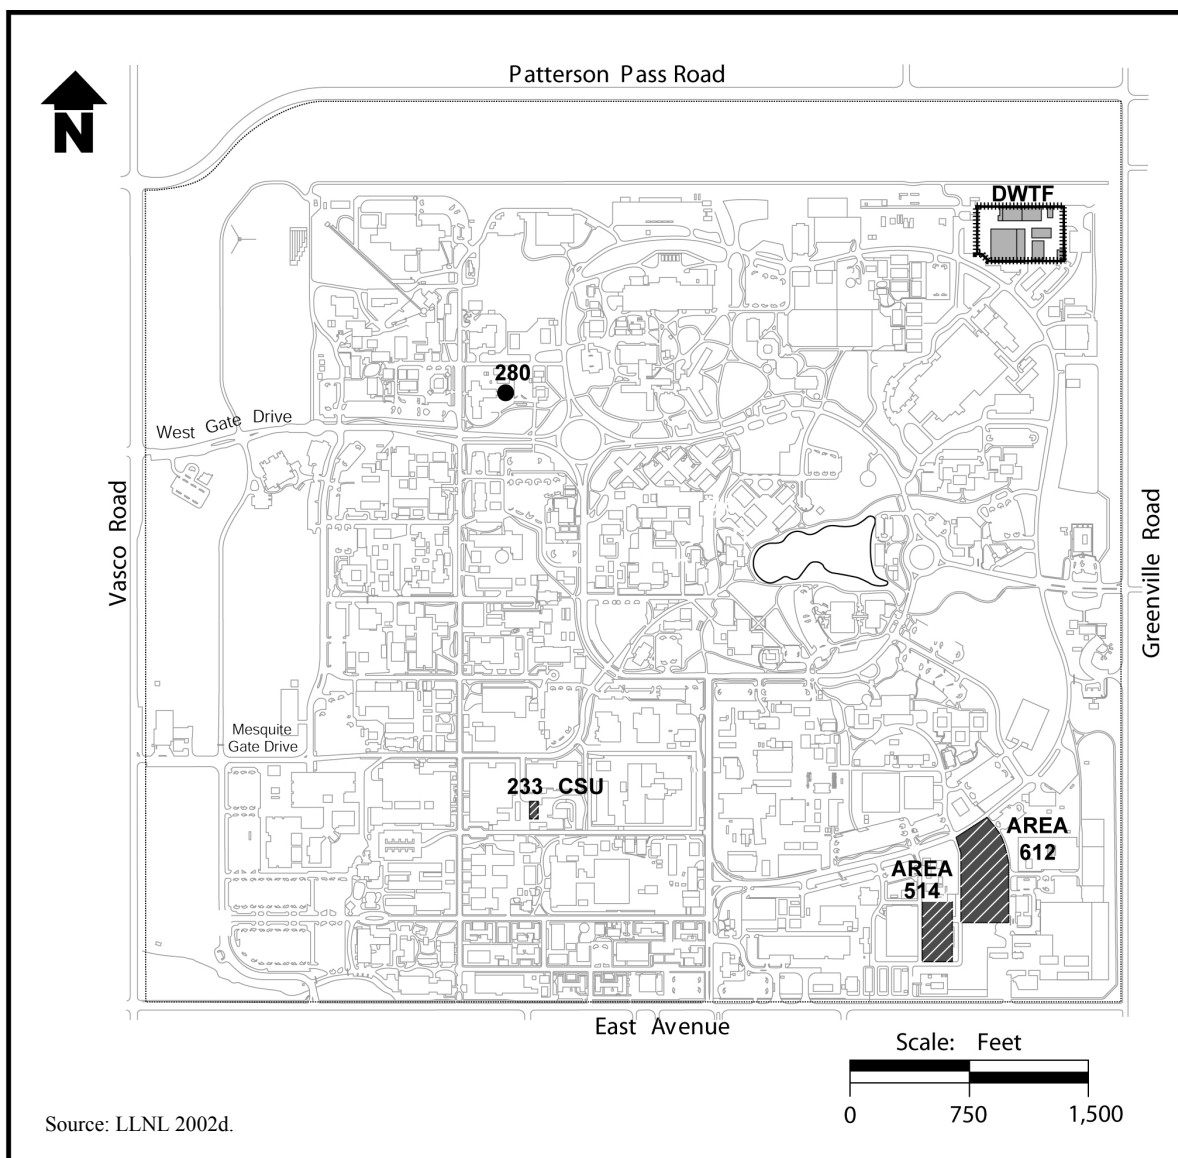 Patterson Pass Road
N
DWTF
280
West Gate Drive
Vasco Road
Greenville Road
Mesquite
Gate Drive
233 CSU
AREA
612
AREA
514
East Avenue
Scale: Feet
0 750 1,500
Source: LLNL 2002d.